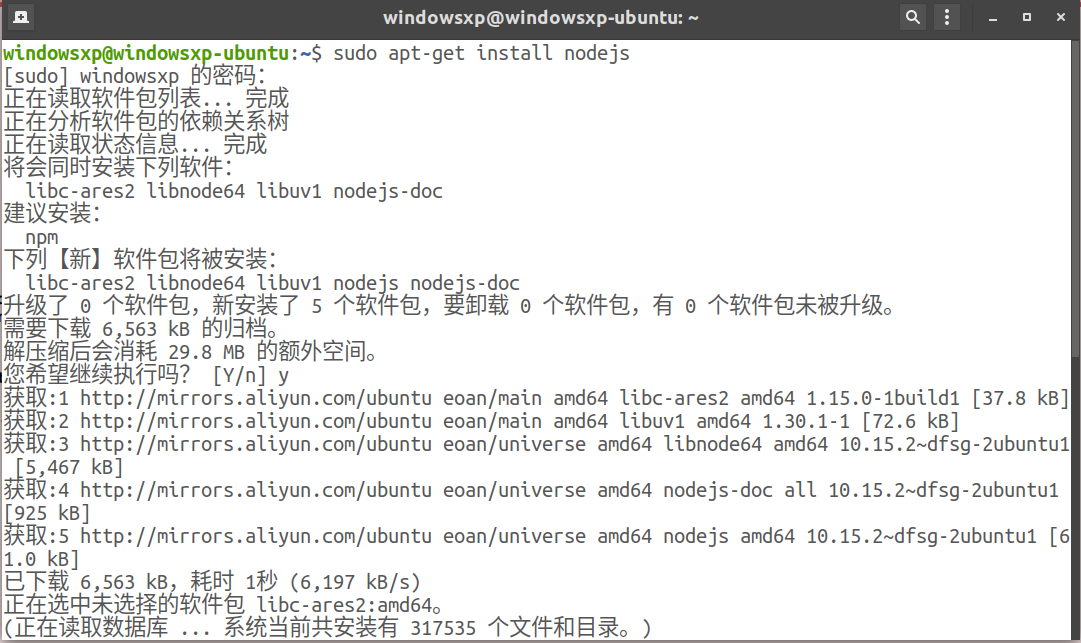 windowsxp@windowsxp-ubuntu: ~
windowsxp@windowsxp-ubuntu:~$ sudo apt-get install nodejs
[sudo] windowsxp 的密码：
正在读取软件包列表... 完成
正在分析软件包的依赖关系树
正在读取状态信息... 完成
将会同时安装下列软件：
  libc-ares2 libnode64 libuv1 nodejs-doc
建议安装：
  npm
下列【新】软件包将被安装：
  libc-ares2 libnode64 libuv1 nodejs nodejs-doc
升级了 0 个软件包，新安装了 5 个软件包，要卸载 0 个软件包，有 0 个软件包未被升级。
需要下载 6,563 kB 的归档。
解压缩后会消耗 29.8 MB 的额外空间。
您希望继续执行吗？ [Y/n] y
获取:1 http://mirrors.aliyun.com/ubuntu eoan/main amd64 libc-ares2 amd64 1.15.0-1build1 [37.8 kB]
获取:2 http://mirrors.aliyun.com/ubuntu eoan/main amd64 libuv1 amd64 1.30.1-1 [72.6 kB]
获取:3 http://mirrors.aliyun.com/ubuntu eoan/universe amd64 libnode64 amd64 10.15.2~dfsg-2ubuntu1
 [5,467 kB]
获取:4 http://mirrors.aliyun.com/ubuntu eoan/universe amd64 nodejs-doc all 10.15.2~dfsg-2ubuntu1
[925 kB]
获取:5 http://mirrors.aliyun.com/ubuntu eoan/universe amd64 nodejs amd64 10.15.2~dfsg-2ubuntu1 [6
1.0 kB]
已下载 6,563 kB，耗时 1秒 (6,197 kB/s)
正在选中未选择的软件包 libc-ares2:amd64。
(正在读取数据库 ... 系统当前共安装有 317535 个文件和目录。)